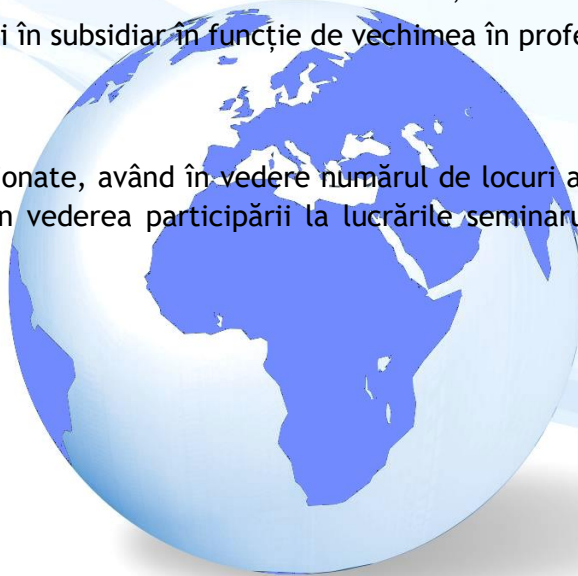 i în subsidiar în funcție de vechimea în profe
onate, având în vedere numărul de locuri a
n vederea participării la lucrările seminaru